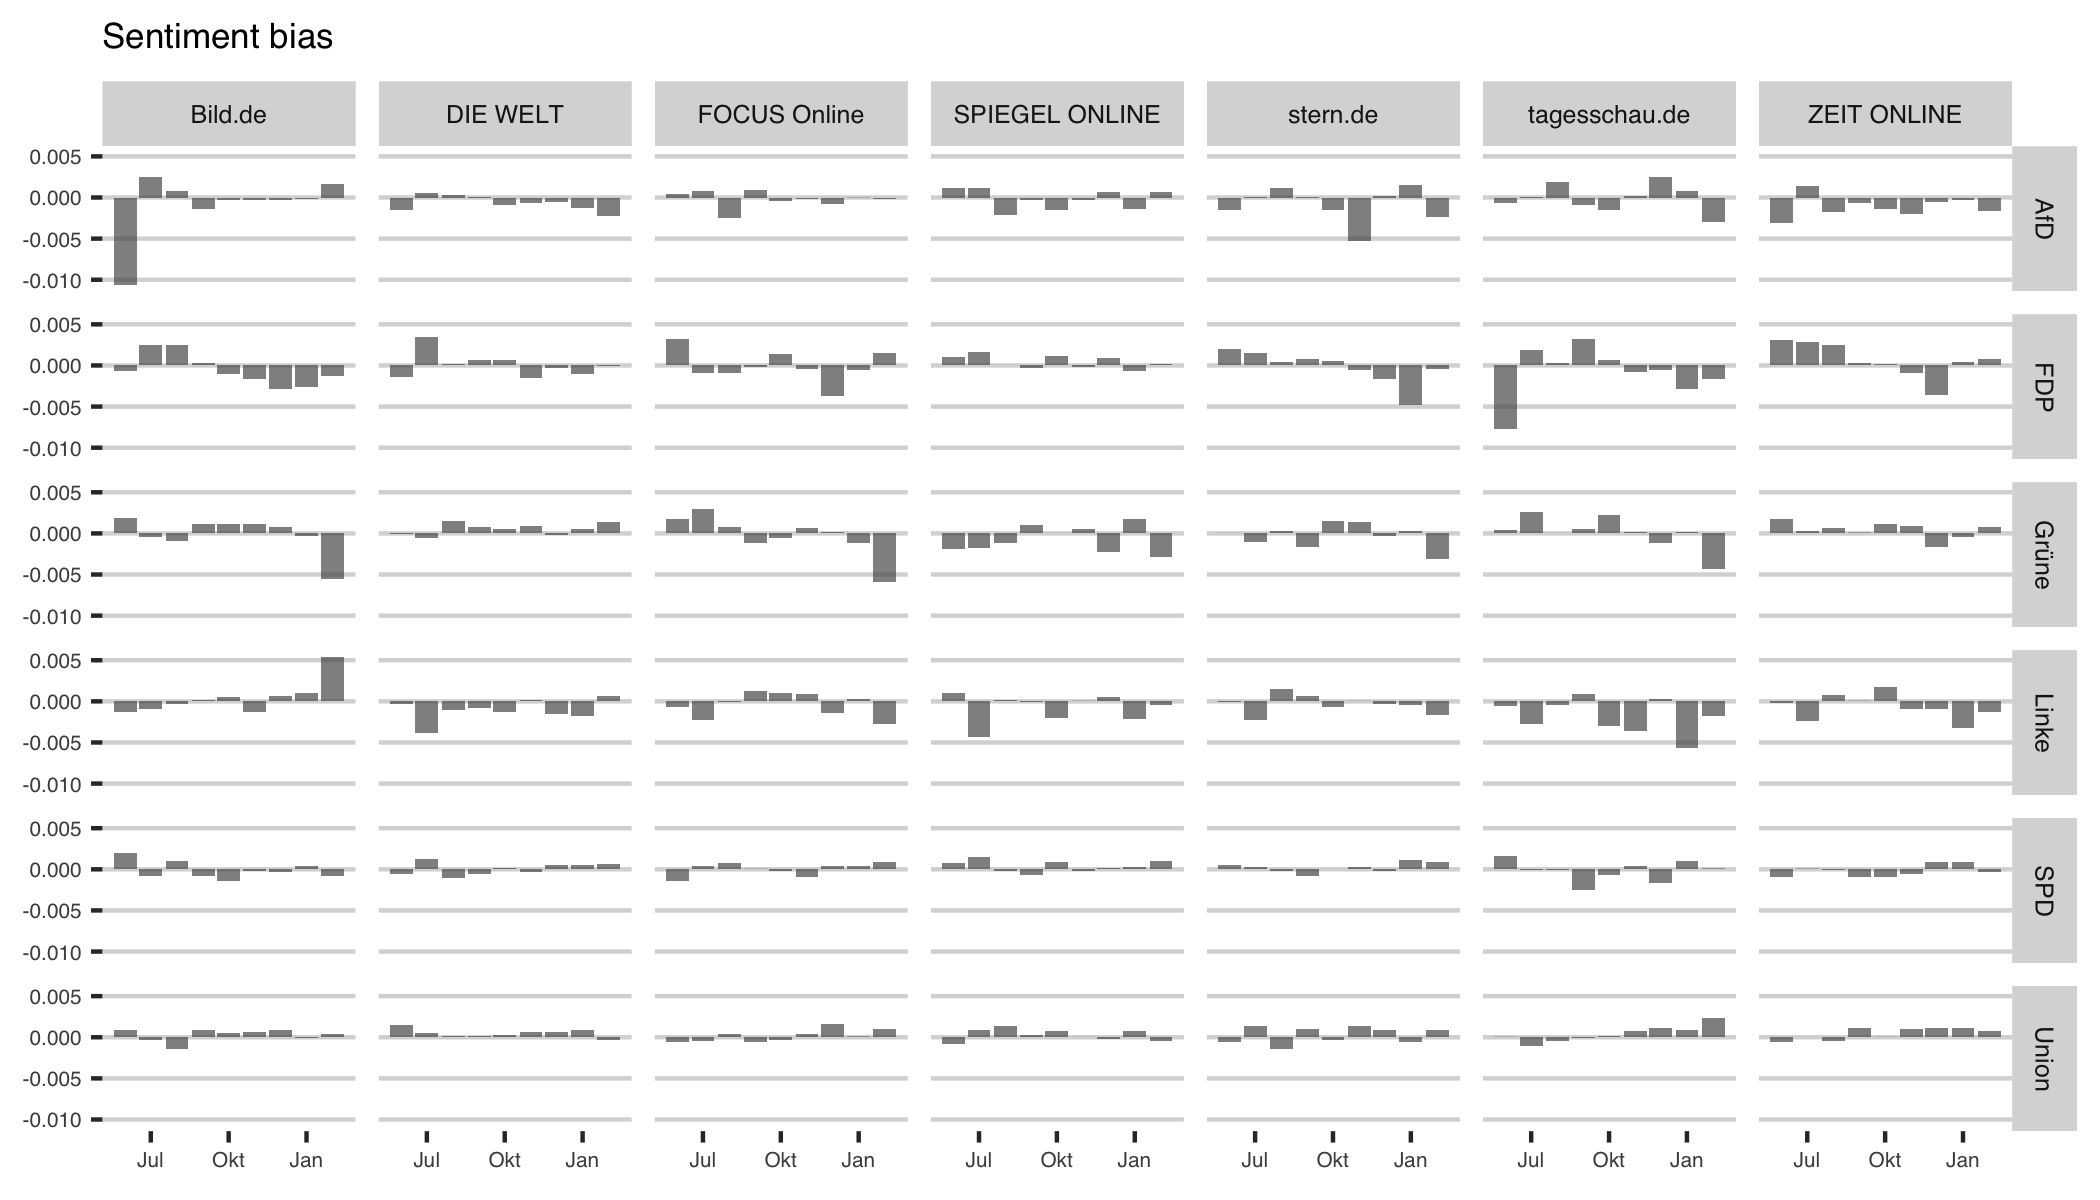 Sentiment bias
Bild.de DIE WELT FOCUS Online SPIEGEL ONLINE stern.de tagesschau.de ZEIT ONLINE
0.005
0.000
-0.005
-0.010
AfD
0.005
0.000
-0.005
-0.010
FDP
0.005
0.000
-0.005
-0.010
Grüne
0.005
0.000
-0.005
-0.010
Linke
0.005
0.000
-0.005
-0.010
SPD
0.005
0.000
-0.005
-0.010
Union
Jul Okt Jan Jul Okt Jan Jul Okt Jan Jul Okt Jan Jul Okt Jan Jul Okt Jan Jul Okt Jan